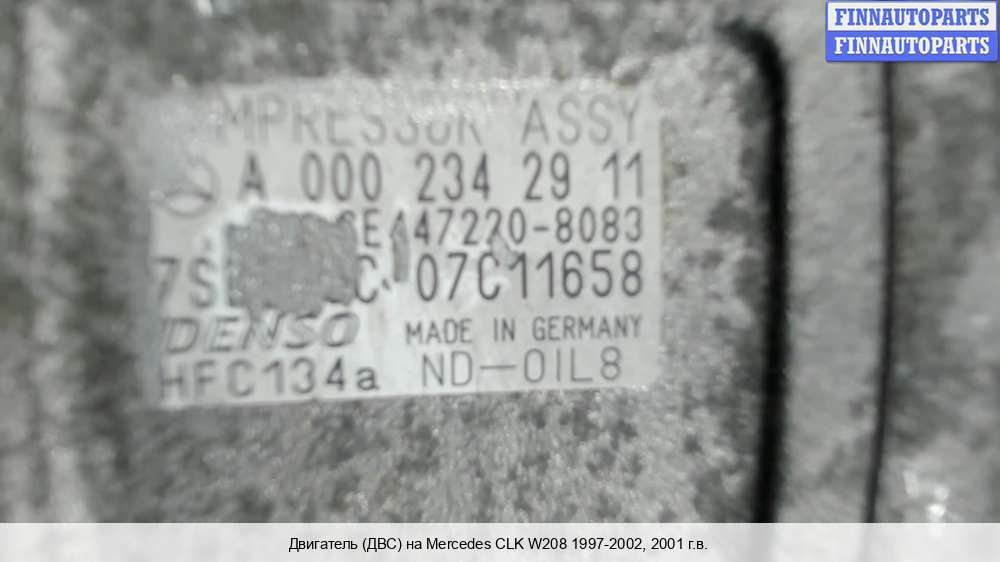 FINNAUTOPARTS
FINNAUTOPARTS
MPRESSOR ASSY
A 000 234 29 11
447220-8083
07C11658
DENSO MADE IN GERMANY
HFC134a ND-OIL8
Двигатель (ДВС) на Mercedes CLK W208 1997-2002, 2001 г.в.